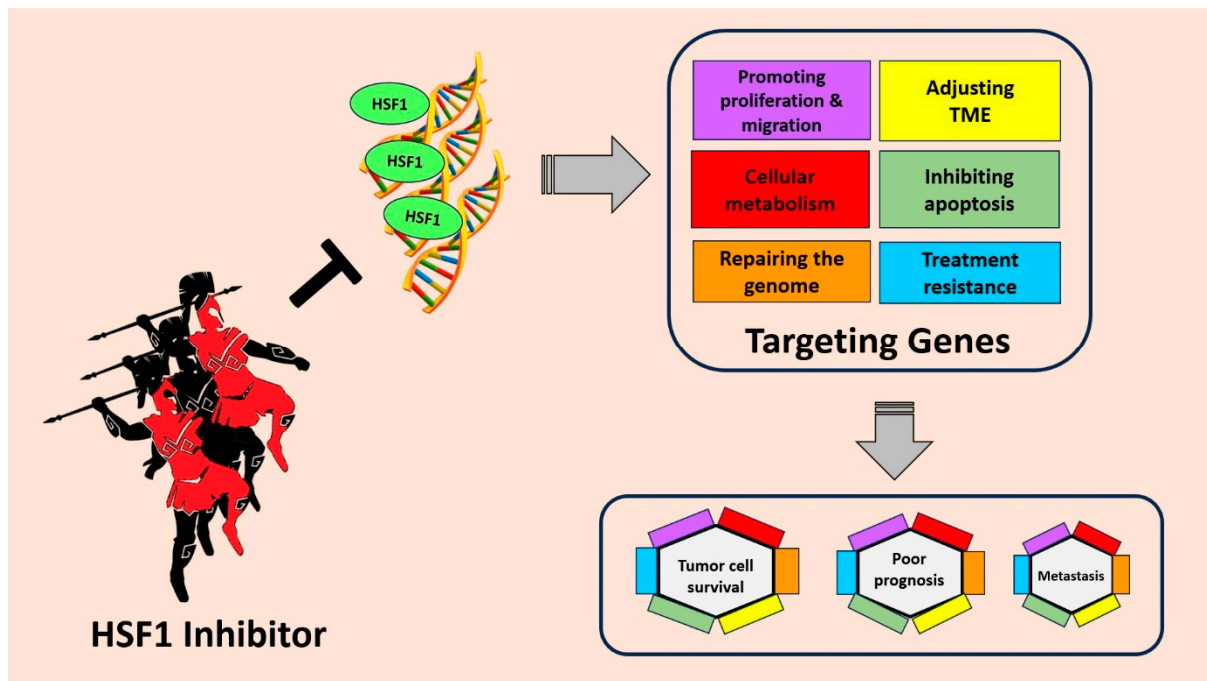 HSF1
HSF1
HSF1
Promoting
proliferation &
migration
Adjusting
TME
Cellular
metabolism
Inhibiting
apoptosis
Repairing the
genome
Treatment
resistance
Targeting Genes
HSF1 Inhibitor
Tumor cell
survival
Poor
prognosis
Metastasis